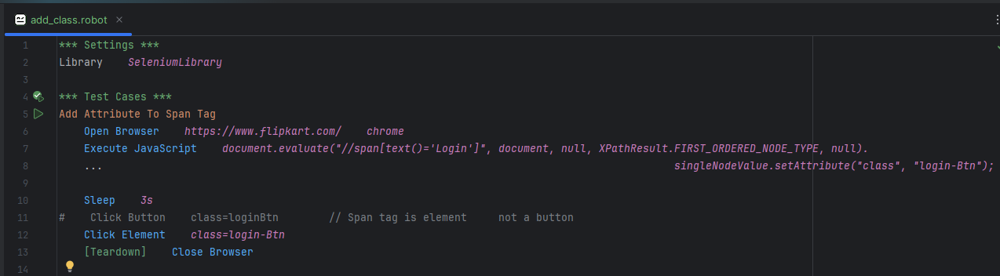 add_class.robot ×
1 *** Settings ***
2 Library    SeleniumLibrary
3
4 *** Test Cases ***
5 Add Attribute To Span Tag
6     Open Browser    https://www.flipkart.com/    chrome
7     Execute JavaScript    document.evaluate("//span[text()='Login']", document, null, XPathResult.FIRST_ORDERED_NODE_TYPE, null).
8     ...    singleNodeValue.setAttribute("class", "login-Btn");
9
10     Sleep    3s
11 #    Click Button    class=loginBtn    // Span tag is element    not a button
12     Click Element    class=login-Btn
13     [Teardown]    Close Browser
14